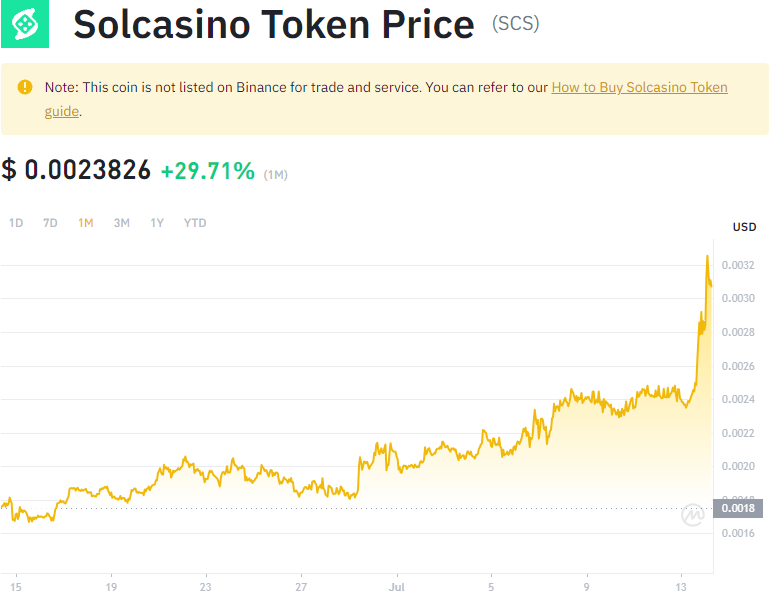 Solcasino Token Price (SCS)
Note: This coin is not listed on Binance for trade and service. You can refer to our How to Buy Solcasino Token
guide.
$ 0.0023826 +29.71% (1M)
1D 7D 1M 3M 1Y YTD
USD
0.0032
0.0030
0.0028
0.0026
0.0024
0.0022
0.0020
0.0018
0.0016
15 19 23 27 Jul 5 9 13